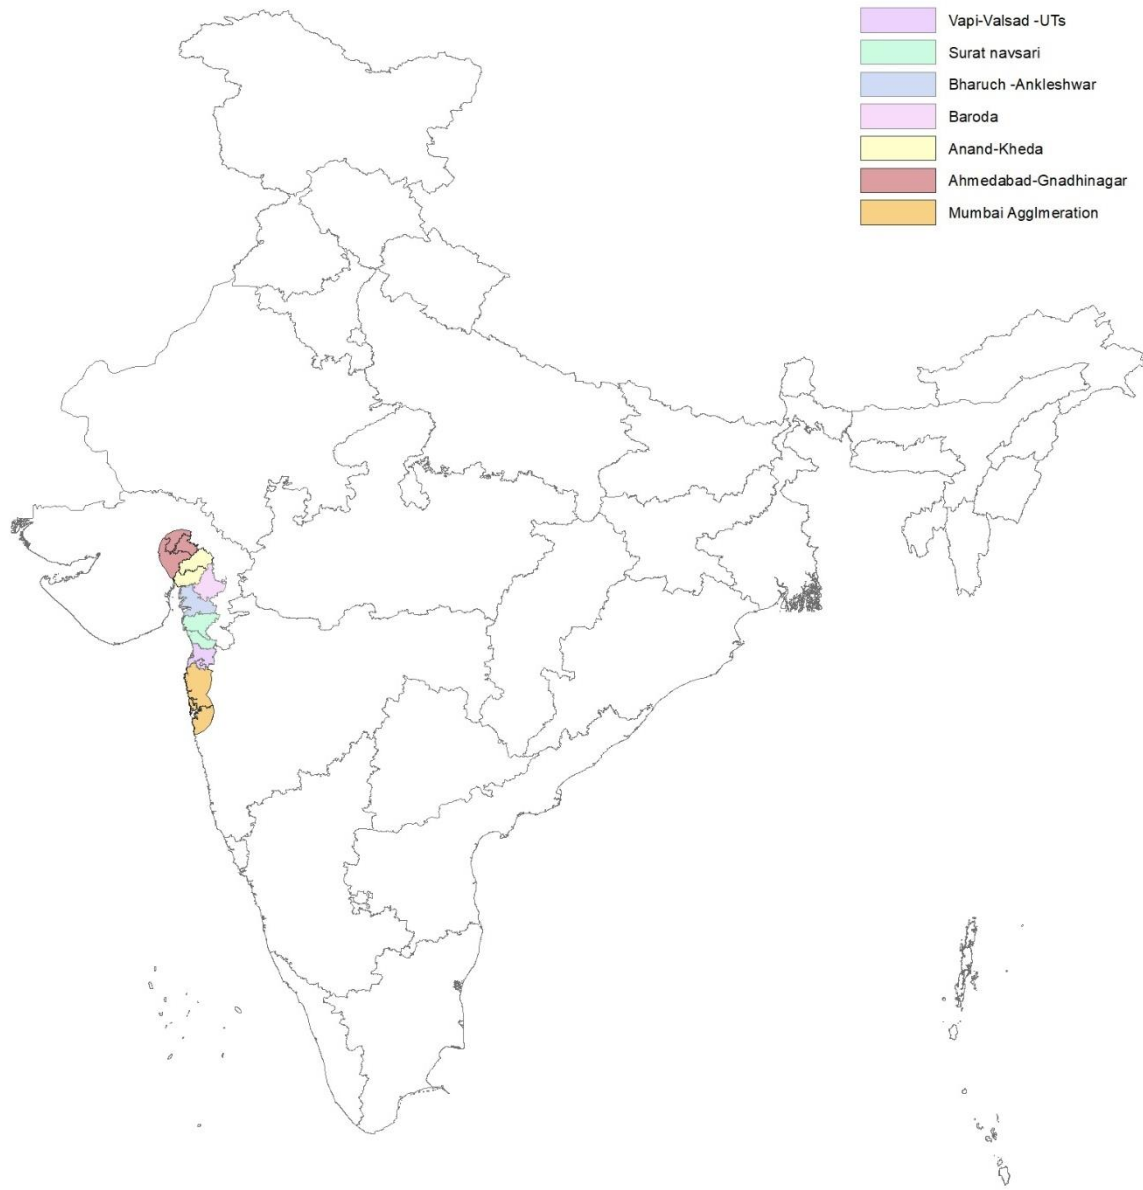 Vapi-Valsad -UTs
Surat navsari
Bharuch -Ankleshwar
Baroda
Anand-Kheda
Ahmedabad-Gnadhinagar
Mumbai Agglmeration